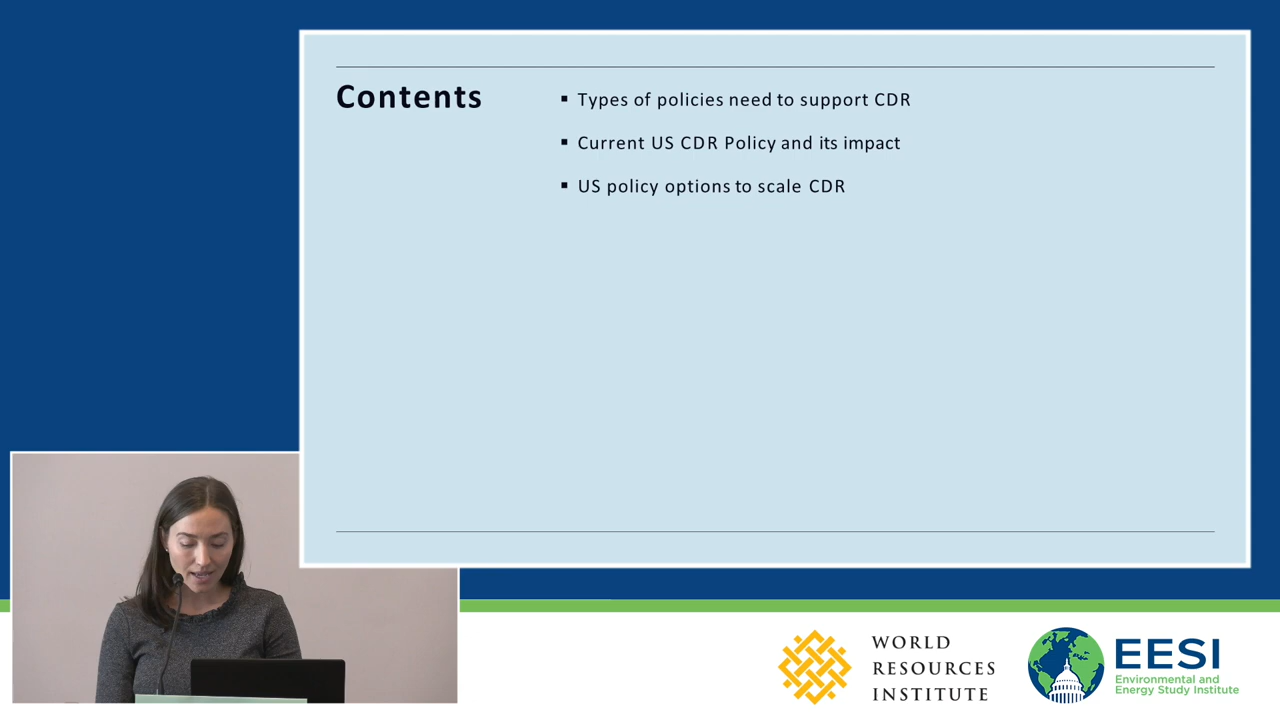 Contents
▪ Types of policies need to support CDR
▪ Current US CDR Policy and its impact
▪ US policy options to scale CDR
WORLD
RESOURCES
INSTITUTE
EESI
Environmental and
Energy Study Institute